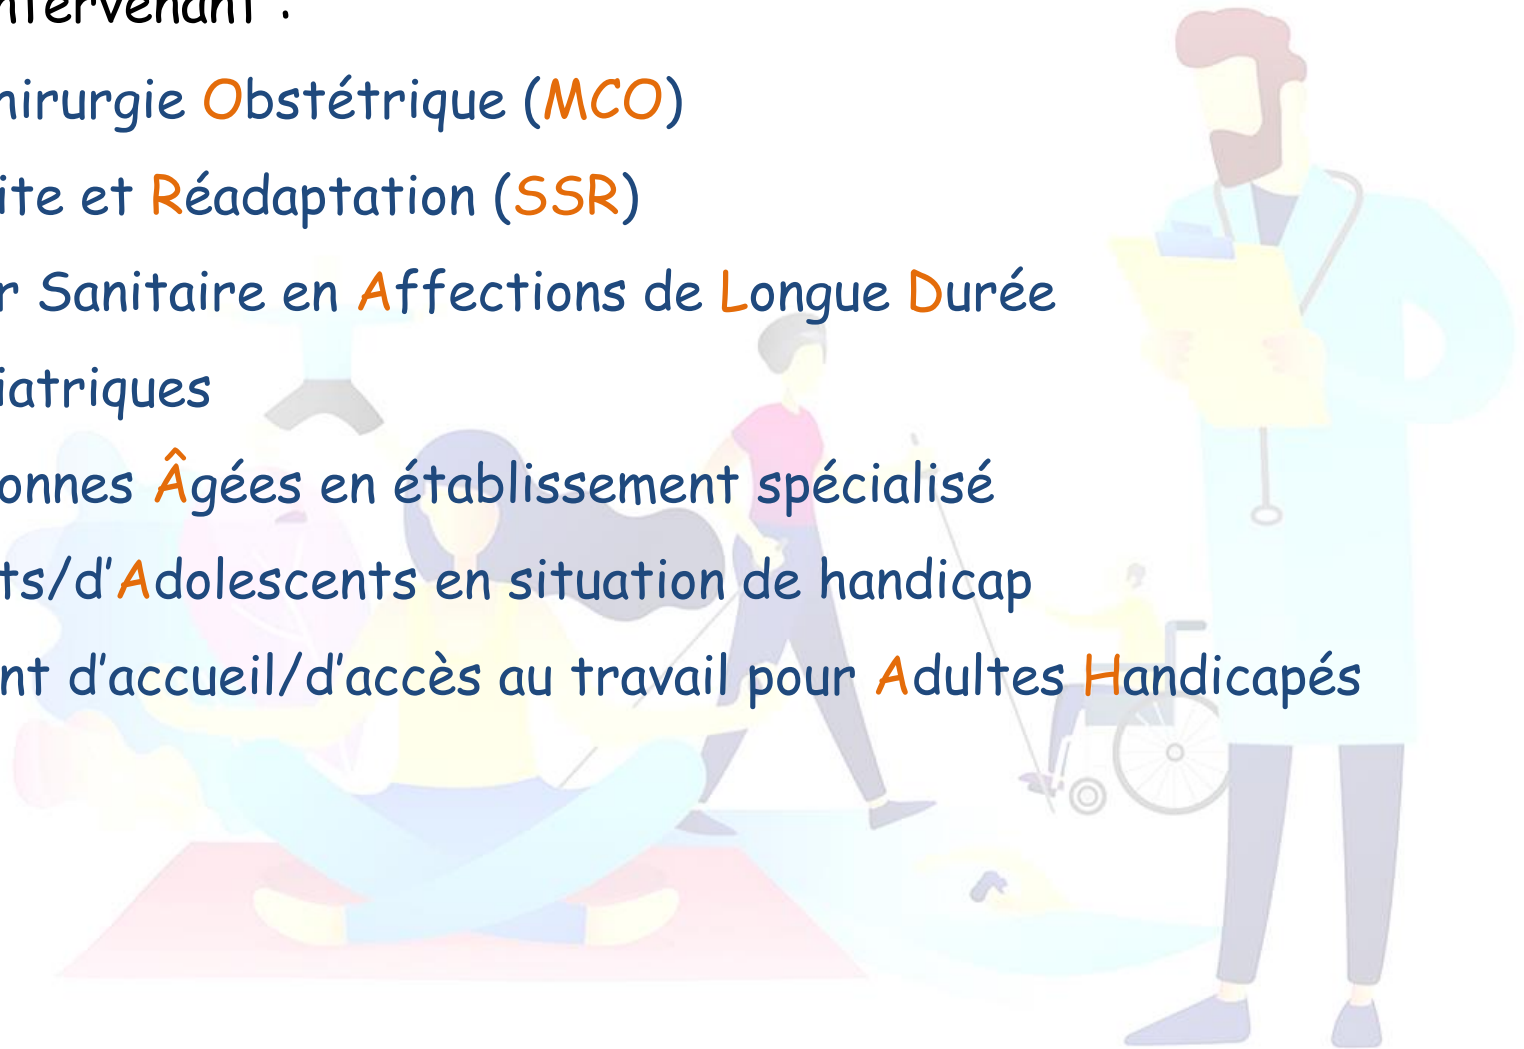 ntervenant :
hirurgie Obstétrique (MCO)
ite et Réadaptation (SSR)
r Sanitaire en Affections de Longue Durée
iatriques
onnes Âgées en établissement spécialisé
ts/d'Adolescents en situation de handicap
nt d'accueil/d'accès au travail pour Adultes Handicapés